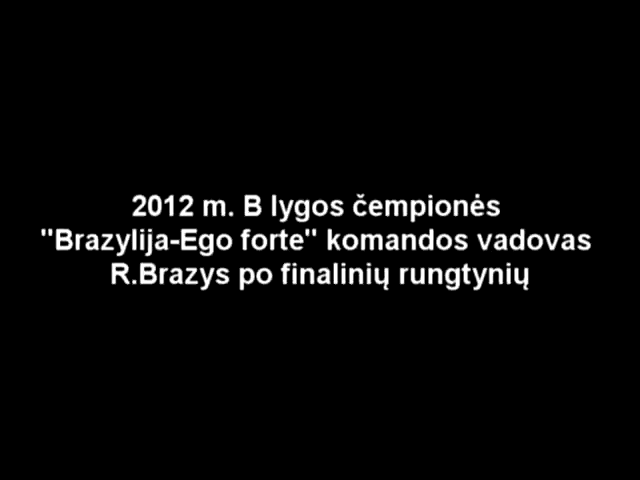 2012 m. B lygos čempionės
"Brazylija-Ego forte" komandos vadovas
R.Brazys po finalinių rungtynių